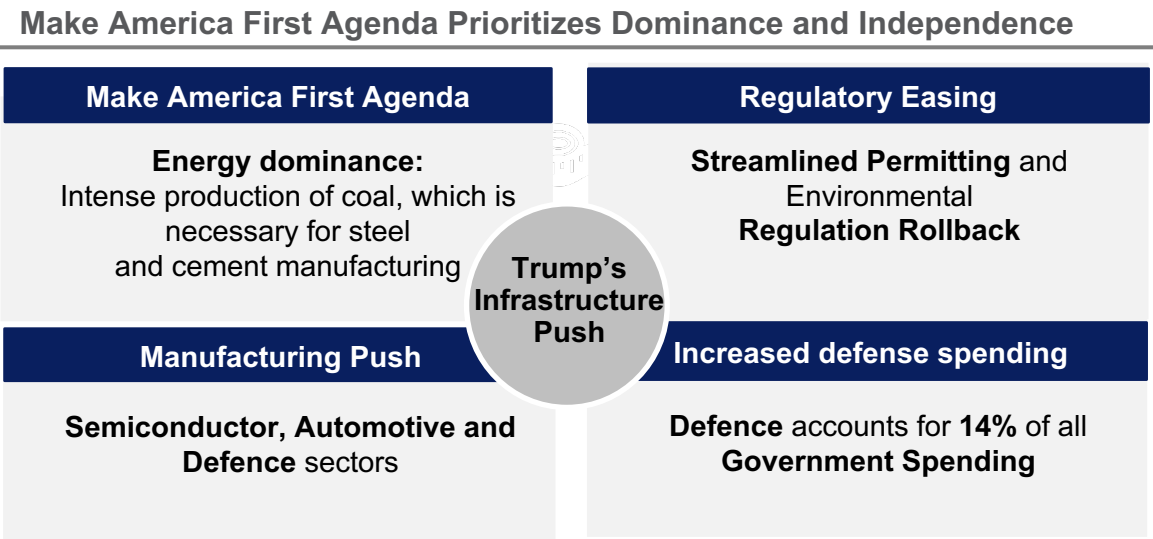 Make America First Agenda Prioritizes Dominance and Independence
Make America First Agenda
Energy dominance:
Intense production of coal, which is
necessary for steel
and cement manufacturing
Regulatory Easing
Streamlined Permitting and
Environmental
Regulation Rollback
Trump's
Infrastructure
Push
Manufacturing Push
Semiconductor, Automotive and
Defence sectors
Increased defense spending
Defence accounts for 14% of all
Government Spending